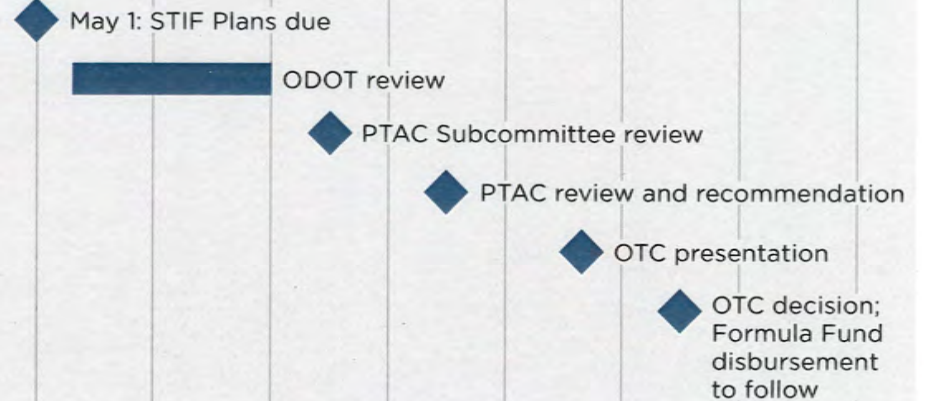 May 1: STIF Plans due
ODOT review
PTAC Subcommittee review
PTAC review and recommendation
OTC presentation
OTC decision;
Formula Fund
disbursement
to follow